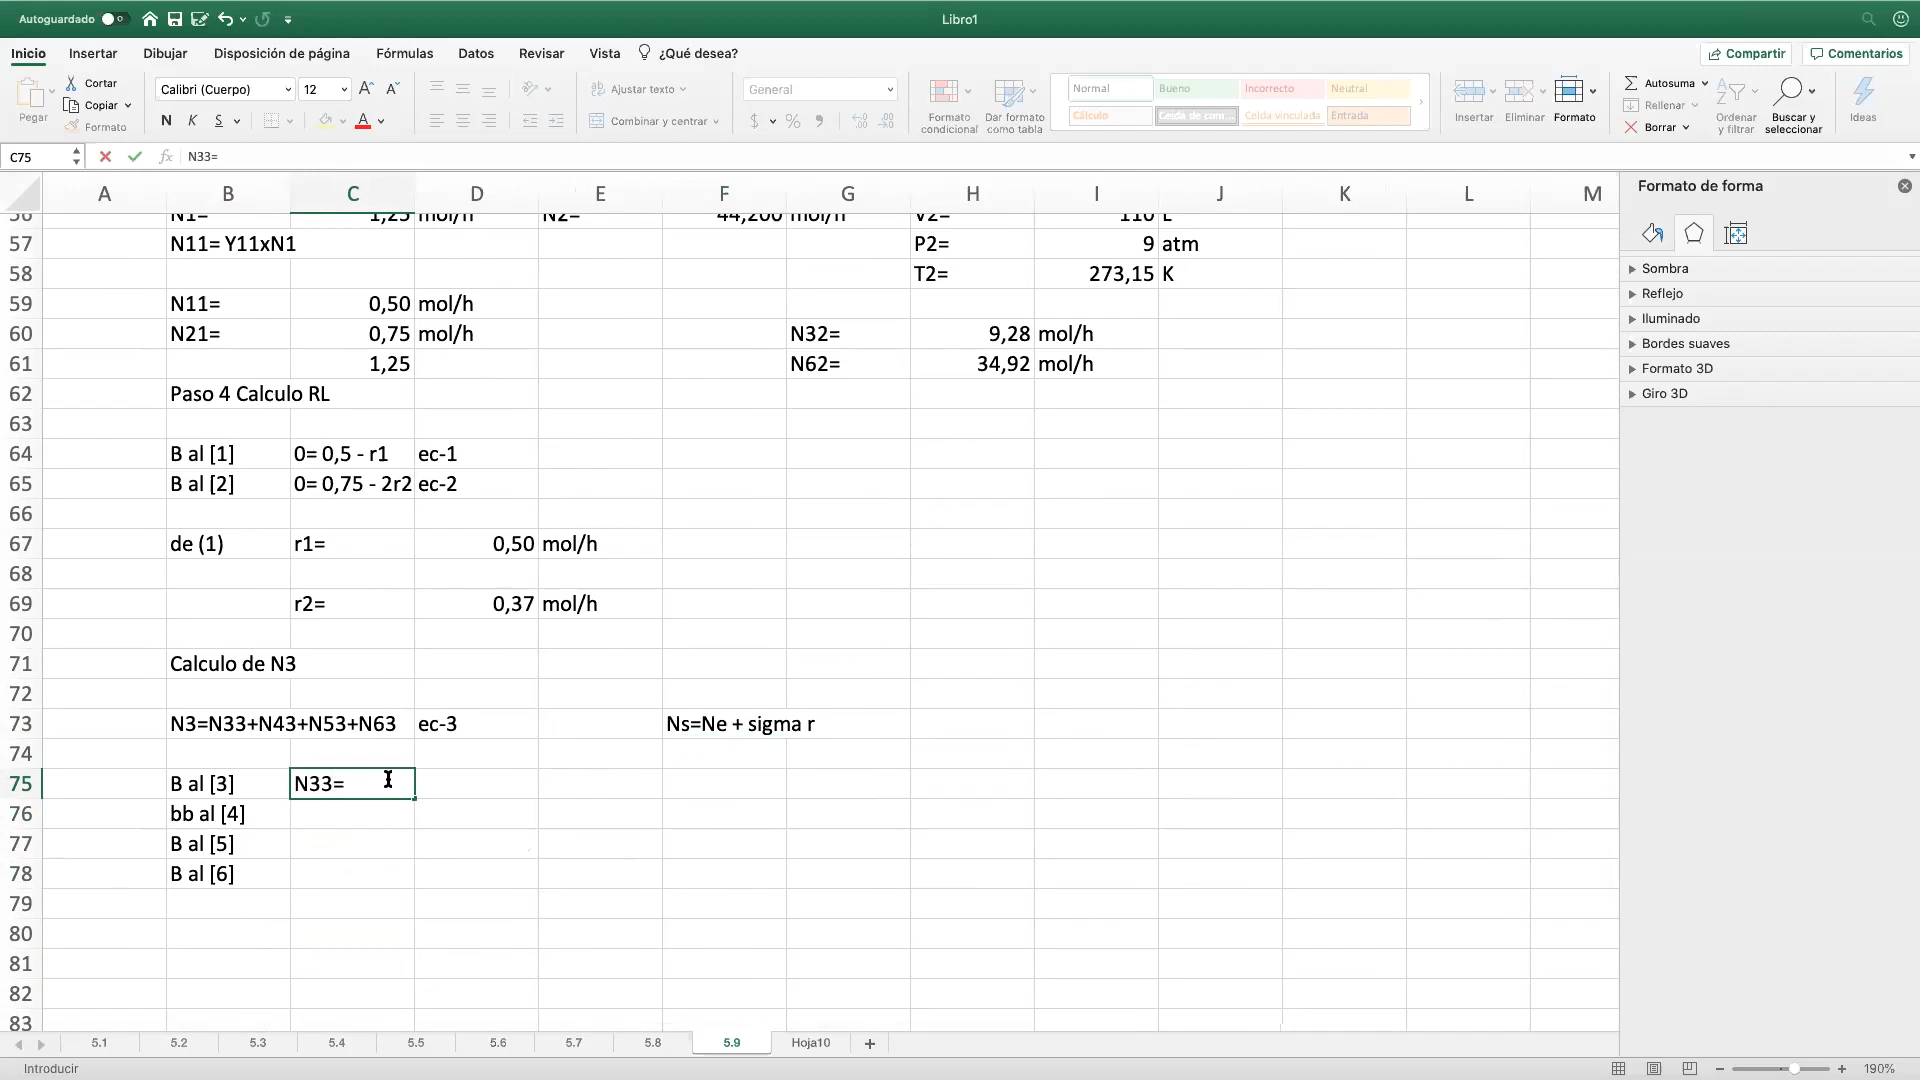 Autoguardado
Libro1
Inicio Insertar Dibujar Disposición de página Fórmulas Datos Revisar Vista ¿Qué desea? Compartir Comentarios
Pegar
Cortar
Copiar
Formato
Calibri (Cuerpo) 12
N K S
Ajustar texto
Combinar y centrar
General
$ %
Formato condicional
Dar formato como tabla
Normal Bueno Incorrecto Neutral
Cálculo Celda de com... Celda vinculada Entrada
Insertar Eliminar Formato
Autosuma
Rellenar
Borrar
Ordenar y filtrar
Buscar y seleccionar
Ideas
C75 fx N33=
A B C D E F G H I J K L M
56 N1= 1,25 mol/h N2= 44,200 mol/h V2= 110 L
57 N11= Y11xN1 P2= 9 atm
58 T2= 273,15 K
59 N11= 0,50 mol/h
60 N21= 0,75 mol/h N32= 9,28 mol/h
61 1,25 N62= 34,92 mol/h
62 Paso 4 Calculo RL
63
64 B al [1] 0= 0,5 - r1 ec-1
65 B al [2] 0= 0,75 - 2r2 ec-2
66
67 de (1) r1= 0,50 mol/h
68
69 r2= 0,37 mol/h
70
71 Calculo de N3
72
73 N3=N33+N43+N53+N63 ec-3 Ns=Ne + sigma r
74
75 B al [3] N33=
76 bb al [4]
77 B al [5]
78 B al [6]
79
80
81
82
83
Formato de forma
Sombra
Reflejo
Iluminado
Bordes suaves
Formato 3D
Giro 3D
5.1 5.2 5.3 5.4 5.5 5.6 5.7 5.8 5.9 Hoja10
Introducir 190%